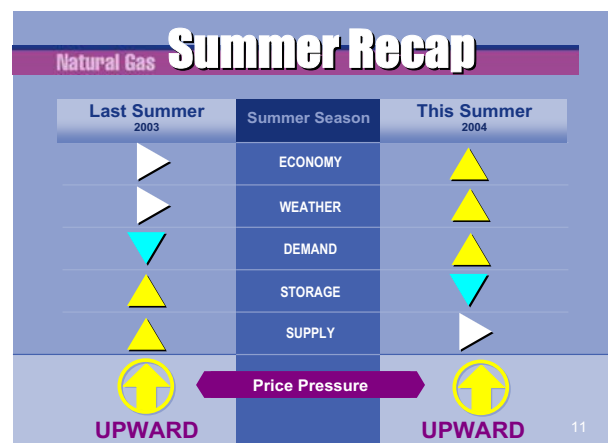 Natural Gas Summer Recap
Last Summer
2003
Summer Season
This Summer
2004
ECONOMY
WEATHER
DEMAND
STORAGE
SUPPLY
Price Pressure
UPWARD
UPWARD
11